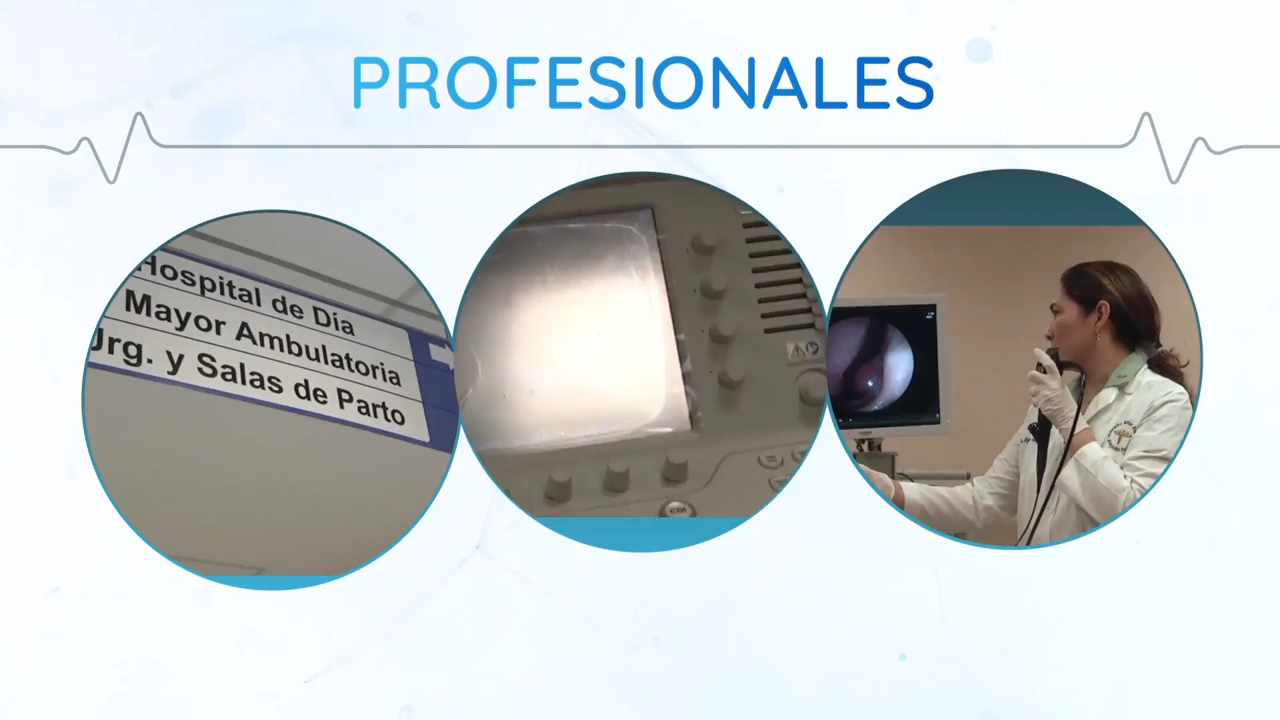 PROFESIONALES
Hospital de Día
Mayor Ambulatoria
Urg. y Salas de Parto